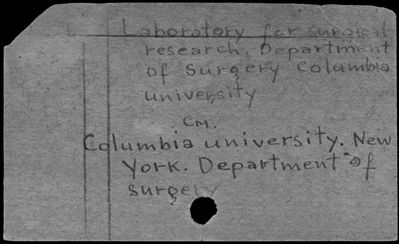 Laboratory for surgical
research. Department
of surgery Columbia
university
cm.
Columbia university. New
York. Department of
surgery